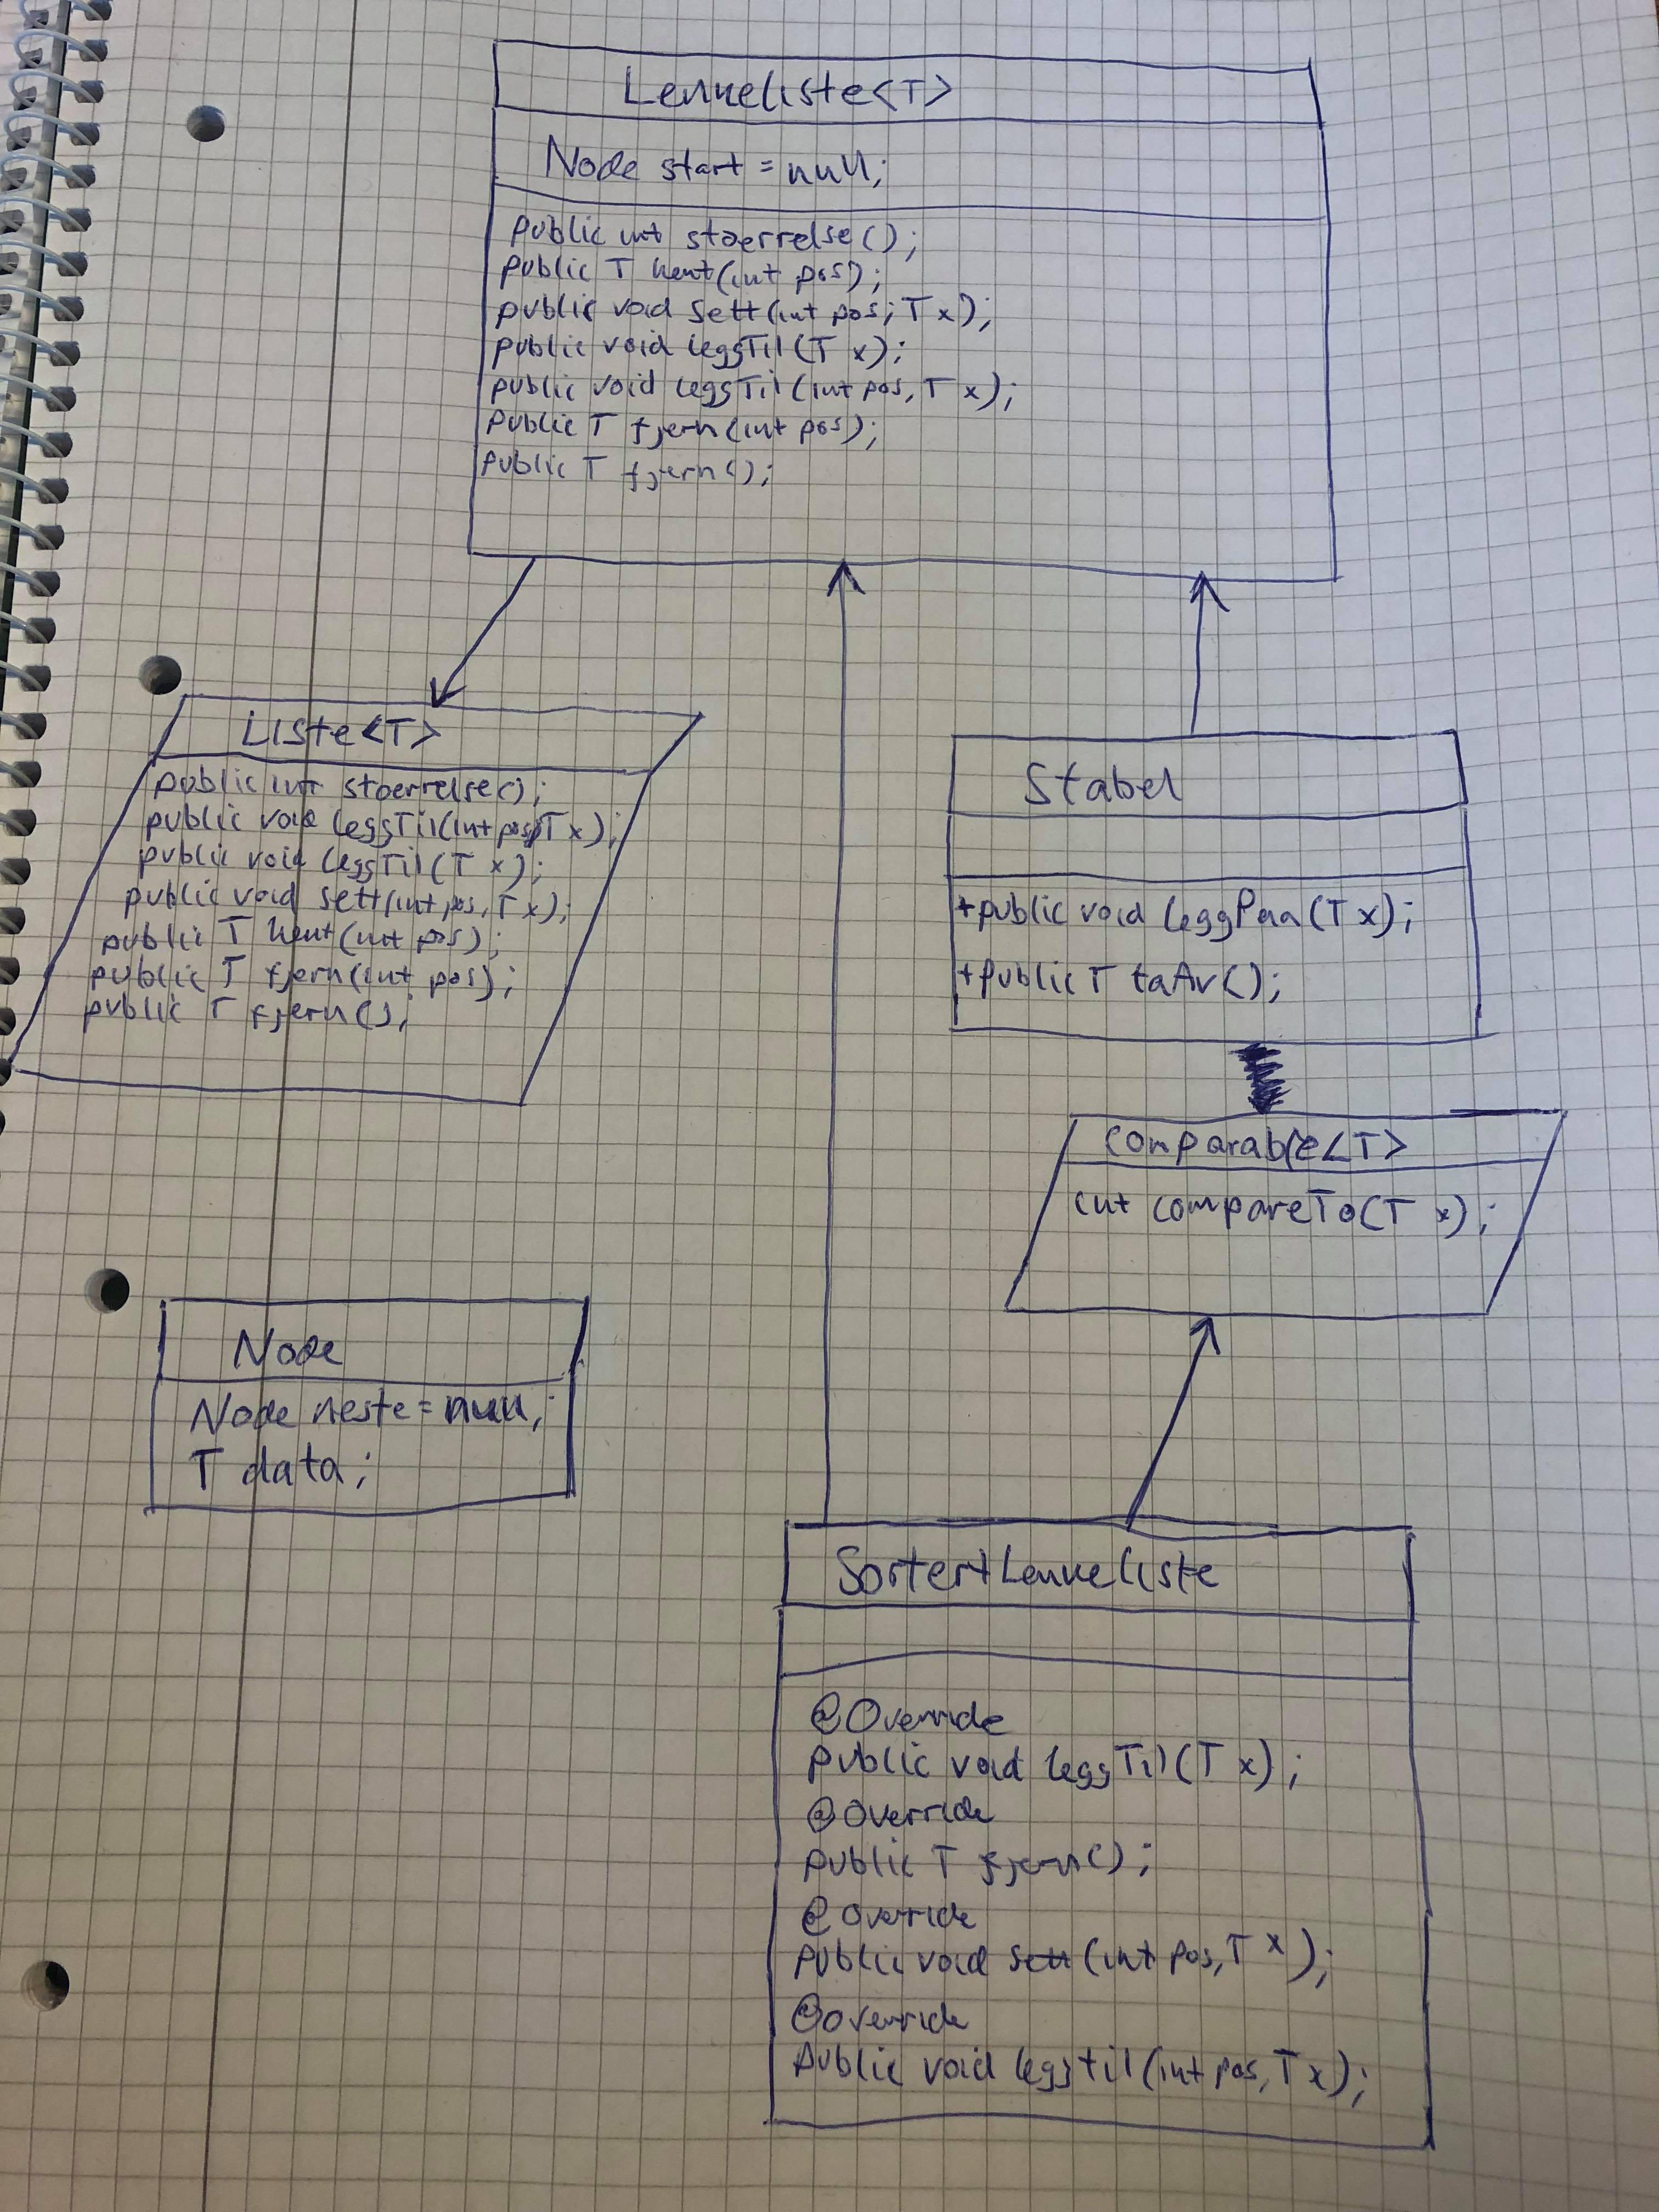 Lenkeliste<T>
Node start = null;
public int stoerrelse();
public T hent(int pos);
public void sett(int pos, T x);
public void leggTil(T x);
public void leggTil(int pos, T x);
public T fjern(int pos);
public T fjern();
Liste<T>
public int stoerrelse();
public void leggTil(int pos, T x);
public void leggTil(T x);
public void sett(int pos, T x);
public T hent(int pos);
public T fjern(int pos);
public T fjern();
Stabel
+public void leggPaa(T x);
+public T taAv();
Comparable<T>
int compareTo(T x);
Node
Node neste = null;
T data;
SortertLenkeliste
@Override
public void leggTil(T x);
@Override
public T fjern();
@Override
public void sett(int pos, T x);
@Override
public void leggtil(int pos, T x);